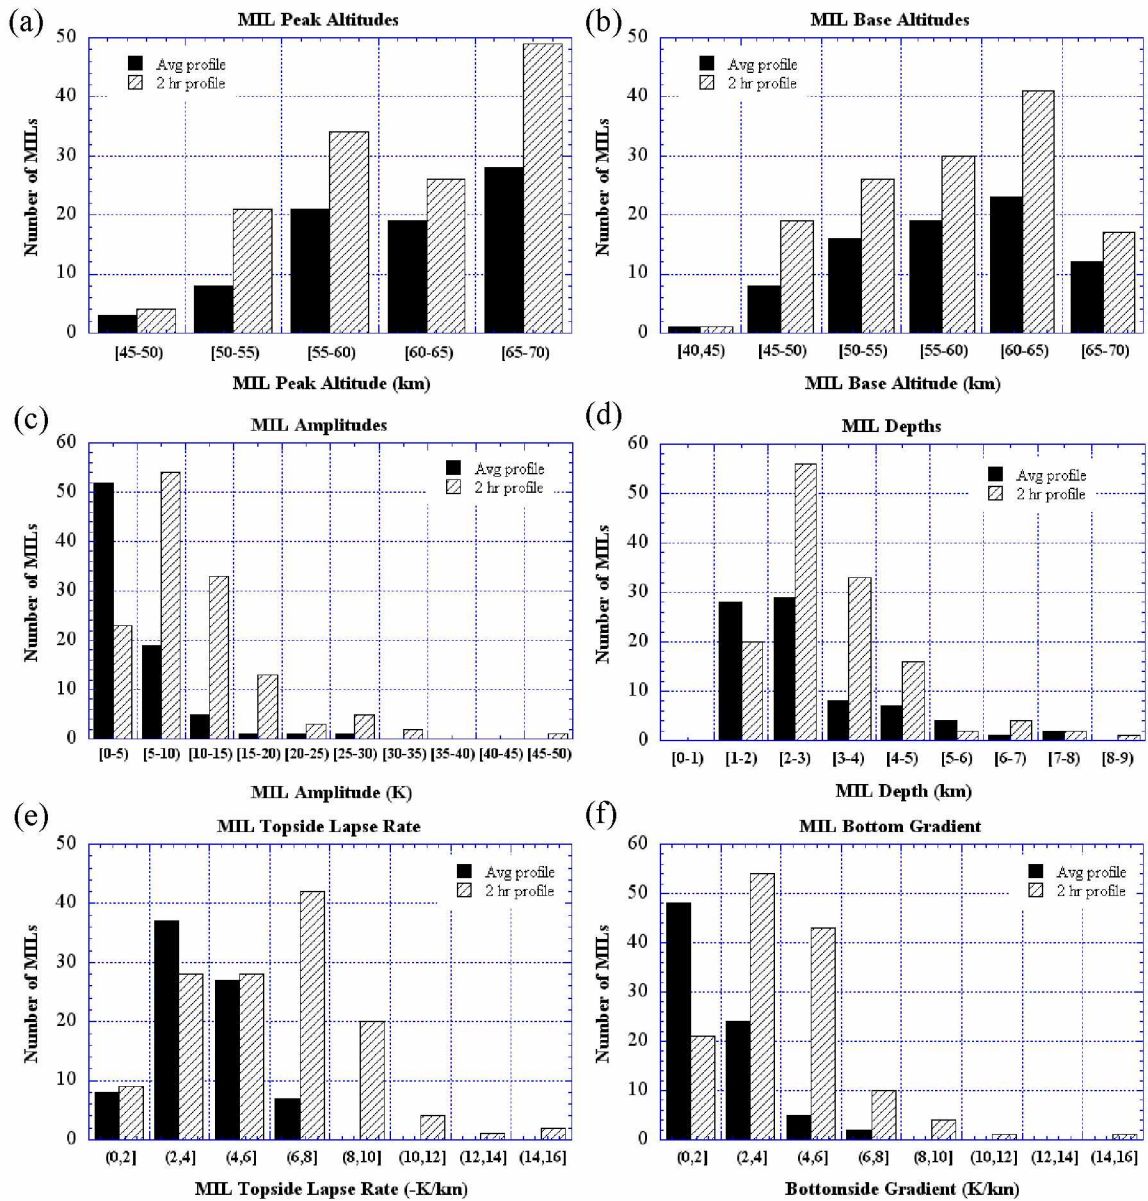 (a)
MIL Peak Altitudes
50
40
30
20
10
0
Number of MILs
Avg profile
2 hr profile
[45-50) [50-55) [55-60) [60-65) [65-70)
MIL Peak Altitude (km)
(b)
MIL Base Altitudes
50
40
30
20
10
0
Number of MILs
Avg profile
2 hr profile
[40,45) [45-50) [50-55) [55-60) [60-65) [65-70)
MIL Base Altitude (km)
(c)
MIL Amplitudes
60
50
40
30
20
10
0
Number of MILs
Avg profile
2 hr profile
[0-5) [5-10) [10-15) [15-20) [20-25) [25-30) [30-35) [35-40) [40-45) [45-50)
MIL Amplitude (K)
(d)
MIL Depths
60
50
40
30
20
10
0
Number of MILs
Avg profile
2 hr profile
[0-1) [1-2) [2-3) [3-4) [4-5) [5-6) [6-7) [7-8) [8-9)
MIL Depth (km)
(e)
MIL Topside Lapse Rate
50
40
30
20
10
0
Number of MILs
Avg profile
2 hr profile
(0,2] (2,4] (4,6] (6,8] (8,10] (10,12] (12,14] (14,16]
MIL Topside Lapse Rate (-K/km)
(f)
MIL Bottom Gradient
60
50
40
30
20
10
0
Number of MILs
Avg profile
2 hr profile
(0,2] (2,4] (4,6] (6,8] (8,10] (10,12] (12,14] (14,16]
Bottomside Gradient (K/km)